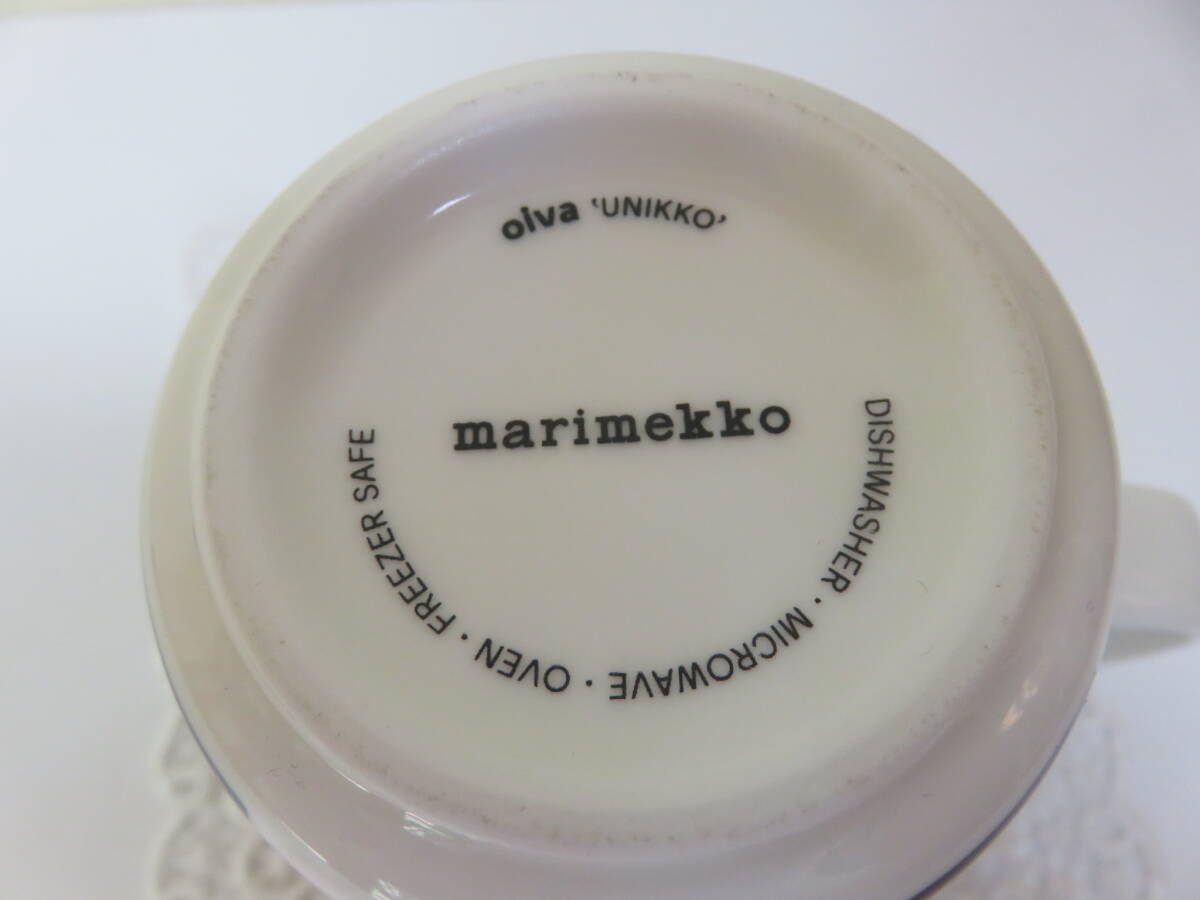 oiva ‘UNIKKO’
marimekko
DISHWASHER · MICROWAVE · OVEN · FREEZER SAFE